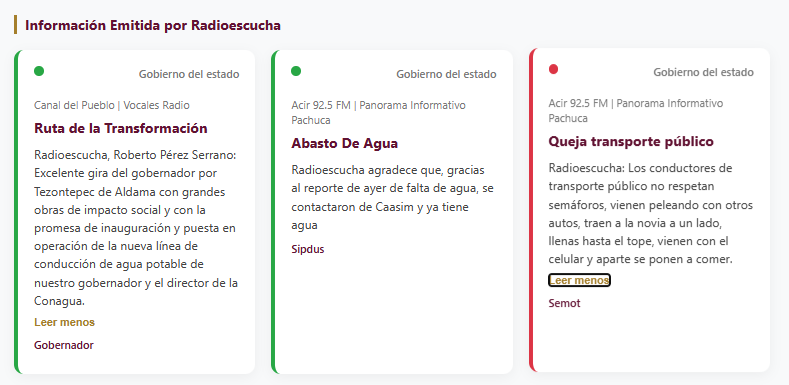 Información Emitida por Radioescucha
Gobierno del estado
Canal del Pueblo | Vocales Radio
Ruta de la Transformación
Radioescucha, Roberto Pérez Serrano:
Excelente gira del gobernador por
Tezontepec de Aldama con grandes
obras de impacto social y con la
promesa de inauguración y puesta en
operación de la nueva línea de
conducción de agua potable de
nuestro gobernador y el director de la
Conagua.
Leer menos
Gobernador
Gobierno del estado
Acir 92.5 FM | Panorama Informativo
Pachuca
Abasto De Agua
Radioescucha agradece que, gracias
al reporte de ayer de falta de agua, se
contactaron de Caasim y ya tiene
agua
Sipdus
Gobierno del estado
Acir 92.5 FM | Panorama Informativo
Pachuca
Queja transporte público
Radioescucha: Los conductores de
transporte público no respetan
semáforos, vienen peleando con otros
autos, traen a la novia a un lado,
llenas hasta el tope, vienen con el
celular y aparte se ponen a comer.
Leer menos
Semot